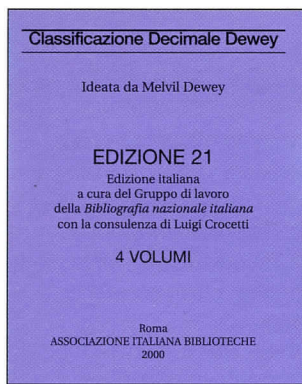 Classificazione Decimale Dewey
Ideata da Melvil Dewey
EDIZIONE 21
Edizione italiana
a cura del Gruppo di lavoro
della Bibliografia nazionale italiana
con la consulenza di Luigi Crocetti
4 VOLUMI
Roma
ASSOCIAZIONE ITALIANA BIBLIOTECHE
2000